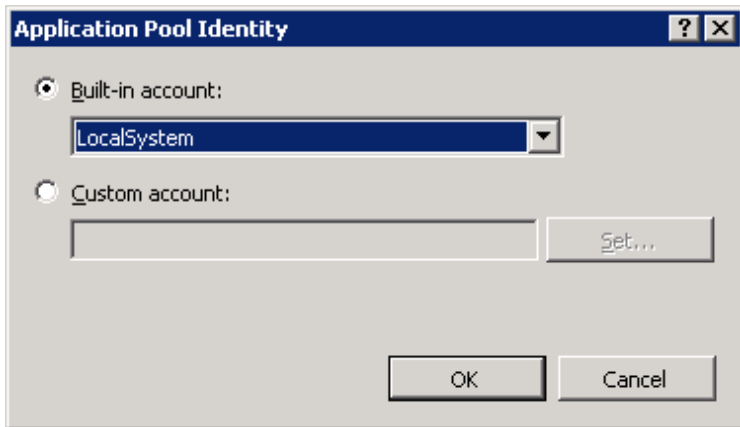 Application Pool Identity
Built-in account:
LocalSystem
Custom account:
Set...
OK Cancel